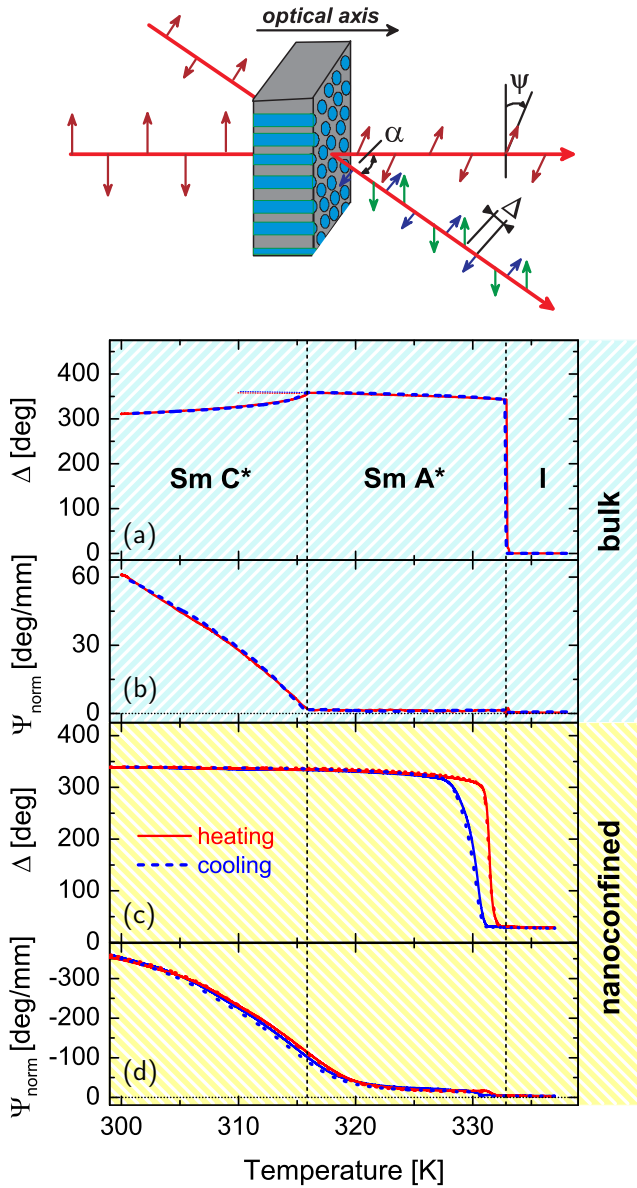 optical axis
ψ
α
Δ
400
300
200
100
0
Δ [deg]
Sm C*
Sm A*
I
(a)
bulk
60
30
0
Ψnorm [deg/mm]
(b)
400
300
200
100
0
Δ [deg]
heating
cooling
(c)
nanoconfined
-300
-200
-100
0
Ψnorm [deg/mm]
(d)
300
310
320
330
Temperature [K]